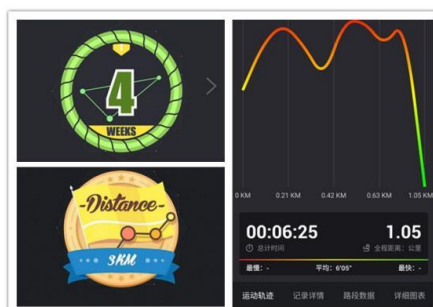 1
4
WEEKS
-Distance-
3KM
0 KM 0.21 KM 0.42 KM 0.63 KM 1.05 KM
00:06:25 1.05
总计时间 全程距离：公里
最慢：- 平均：6'05" 最快：-
运动轨迹 记录详情 路段数据 详细图表